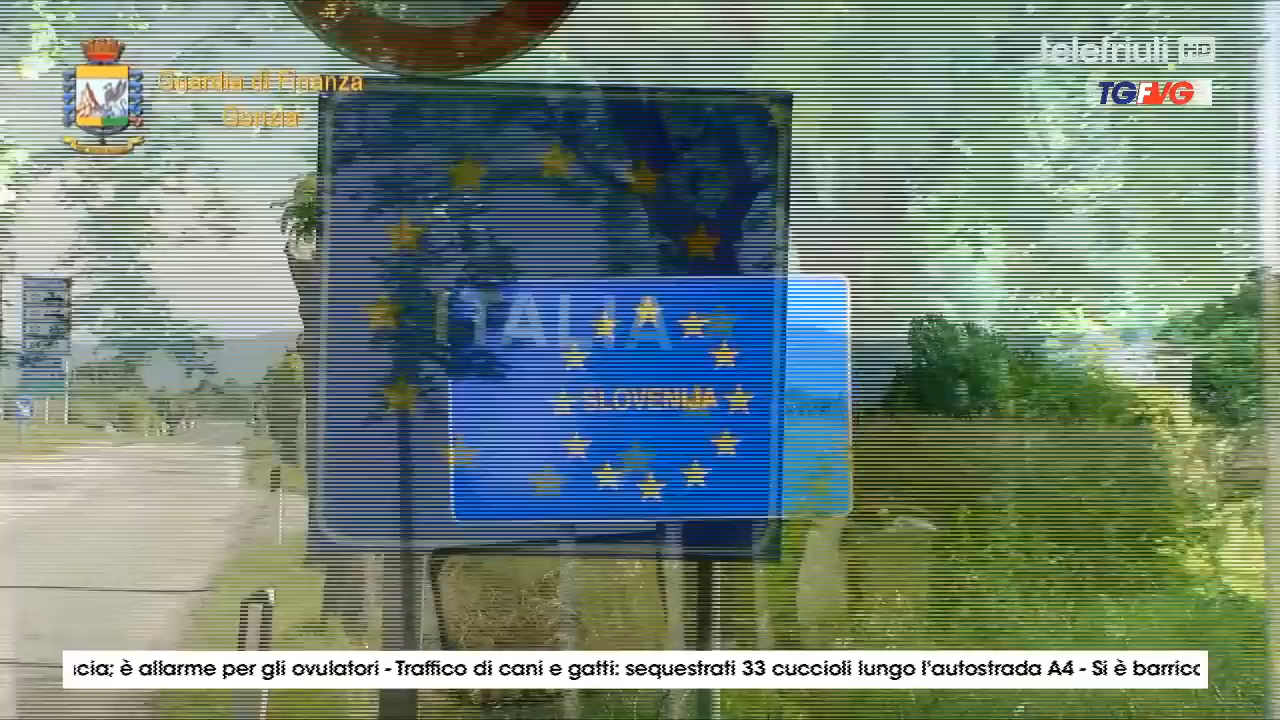 Guardia di Finanza
Gorizia
telefriuli HD
TGFVG
ITALIA
SLOVENIJA
cia; è allarme per gli ovulatori - Traffico di cani e gatti: sequestrati 33 cuccioli lungo l'autostrada A4 - Si è barric